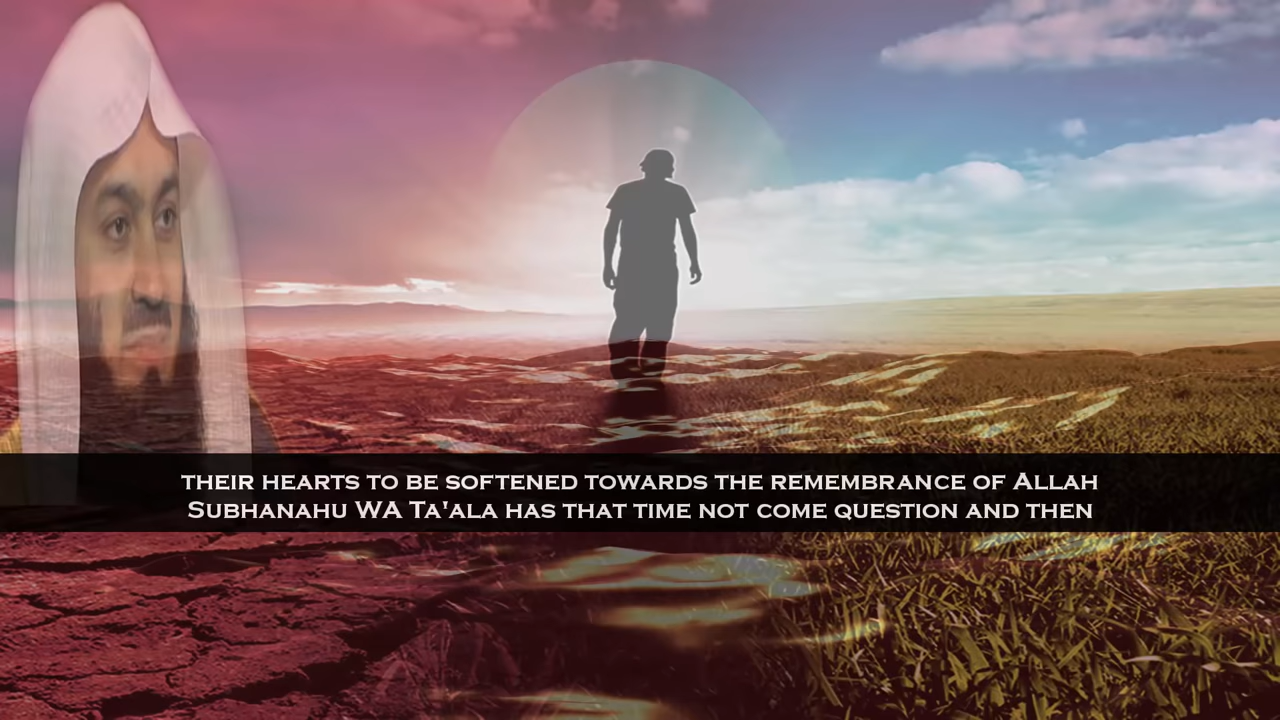 THEIR HEARTS TO BE SOFTENED TOWARDS THE REMEMBRANCE OF ALLAH
SUBHANAHU WA TA'ALA HAS THAT TIME NOT COME QUESTION AND THEN